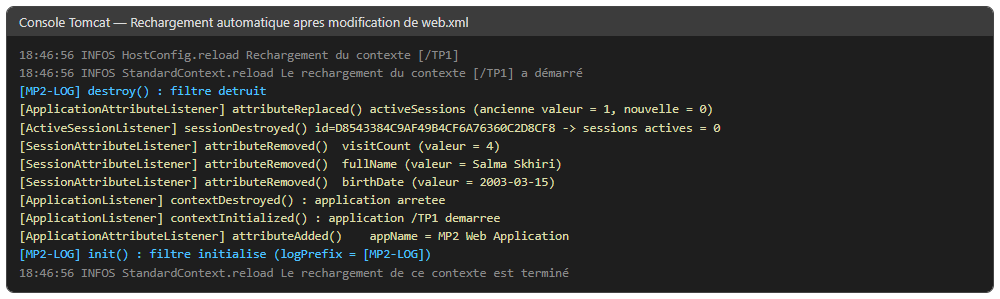 Console Tomcat — Rechargement automatique apres modification de web.xml
18:46:56 INFOS HostConfig.reload Rechargement du contexte [/TP1]
18:46:56 INFOS StandardContext.reload Le rechargement du contexte [/TP1] a démarré
[MP2-LOG] destroy() : filtre detruit
[ApplicationAttributeListener] attributeReplaced() activeSessions (ancienne valeur = 1, nouvelle = 0)
[ActiveSessionListener] sessionDestroyed() id=D8543384C9AF49B4CF6A76360C2D8CF8 -> sessions actives = 0
[SessionAttributeListener] attributeRemoved()  visitCount (valeur = 4)
[SessionAttributeListener] attributeRemoved()  fullName (valeur = Salma Skhiri)
[SessionAttributeListener] attributeRemoved()  birthDate (valeur = 2003-03-15)
[ApplicationListener] contextDestroyed() : application arretee
[ApplicationListener] contextInitialized() : application /TP1 demarree
[ApplicationAttributeListener] attributeAdded()    appName = MP2 Web Application
[MP2-LOG] init() : filtre initialise (logPrefix = [MP2-LOG])
18:46:56 INFOS StandardContext.reload Le rechargement de ce contexte est terminé